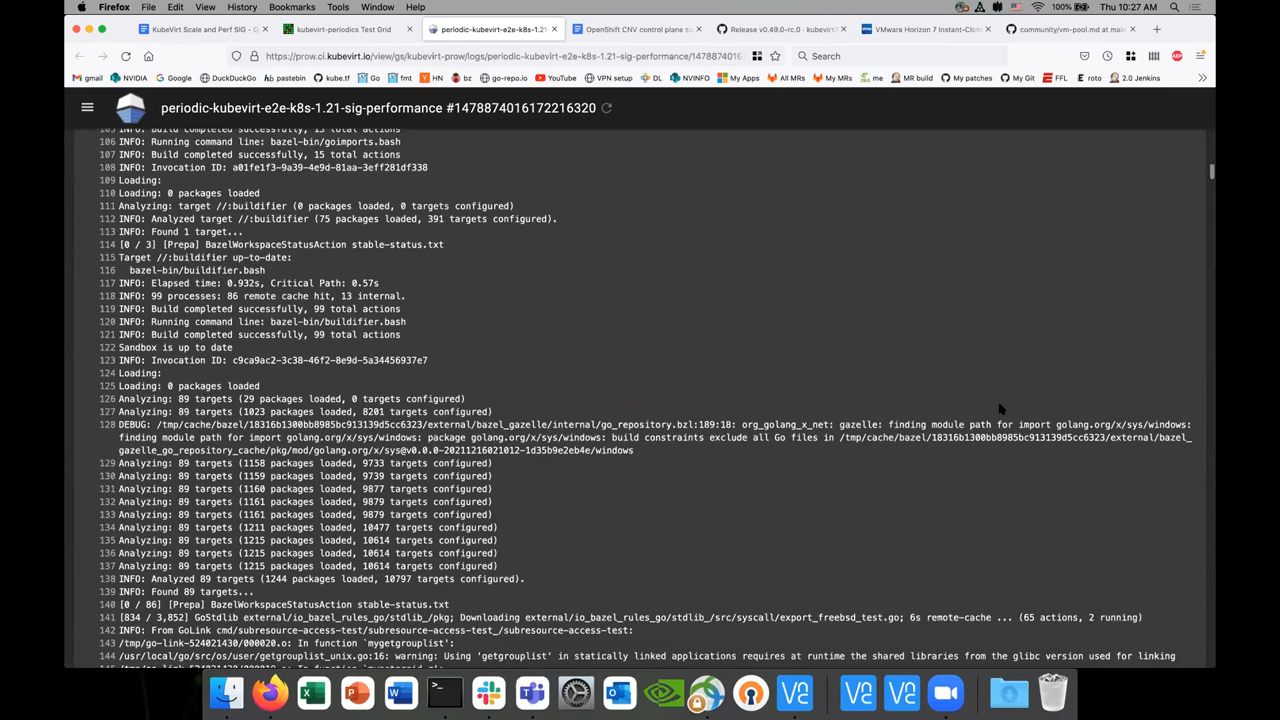 Firefox File Edit View History Bookmarks Tools Window Help 100% Thu 10:27 AM
KubeVirt Scale and Perf SIG - G
kubevirt-periodics Test Grid
periodic-kubevirt-e2e-k8s-1.21-
OpenShift CNV control plane sc
Release v0.49.0-rc.0 · kubevirt/
VMware Horizon 7 Instant-Clone
community/vm-pool.md at main
https://prow.ci.kubevirt.io/view/gs/kubevirt-prow/logs/periodic-kubevirt-e2e-k8s-1.21-sig-performance/14788740161
Search
gmail NVIDIA Google DuckDuckGo pastebin kube.tf Go fmt HN bz go-repo.io YouTube VPN setup DL NVINFO My Apps All MRs My MRs me MR build My patches My Git FFL eroto 2.0 Jenkins
periodic-kubevirt-e2e-k8s-1.21-sig-performance #1478874016172216320
105 INFO: Build completed successfully, 15 total actions
106 INFO: Running command line: bazel-bin/goimports.bash
107 INFO: Build completed successfully, 15 total actions
108 INFO: Invocation ID: a01fe1f3-9a39-4e9d-81aa-3eff281df338
109 Loading:
110 Loading: 0 packages loaded
111 Analyzing: target //:buildifier (0 packages loaded, 0 targets configured)
112 INFO: Analyzed target //:buildifier (75 packages loaded, 391 targets configured).
113 INFO: Found 1 target...
114 [0 / 3] [Prepa] BazelWorkspaceStatusAction stable-status.txt
115 Target //:buildifier up-to-date:
116 bazel-bin/buildifier.bash
117 INFO: Elapsed time: 0.932s, Critical Path: 0.57s
118 INFO: 99 processes: 86 remote cache hit, 13 internal.
119 INFO: Build completed successfully, 99 total actions
120 INFO: Running command line: bazel-bin/buildifier.bash
121 INFO: Build completed successfully, 99 total actions
122 Sandbox is up to date
123 INFO: Invocation ID: c9ca9ac2-3c38-46f2-8e9d-5a34456937e7
124 Loading:
125 Loading: 0 packages loaded
126 Analyzing: 89 targets (29 packages loaded, 0 targets configured)
127 Analyzing: 89 targets (1023 packages loaded, 8201 targets configured)
128 DEBUG: /tmp/cache/bazel/18316b1300bb8985bc913139d5cc6323/external/bazel_gazelle/internal/go_repository.bzl:189:18: org_golang_x_net: gazelle: finding module path for import golang.org/x/sys/windows:
finding module path for import golang.org/x/sys/windows: package golang.org/x/sys/windows: build constraints exclude all Go files in /tmp/cache/bazel/18316b1300bb8985bc913139d5cc6323/external/bazel_
gazelle_go_repository_cache/pkg/mod/golang.org/x/sys@v0.0.0-20211216021012-1d35b9e2eb4e/windows
129 Analyzing: 89 targets (1158 packages loaded, 9733 targets configured)
130 Analyzing: 89 targets (1159 packages loaded, 9739 targets configured)
131 Analyzing: 89 targets (1160 packages loaded, 9877 targets configured)
132 Analyzing: 89 targets (1161 packages loaded, 9879 targets configured)
133 Analyzing: 89 targets (1161 packages loaded, 9879 targets configured)
134 Analyzing: 89 targets (1211 packages loaded, 10477 targets configured)
135 Analyzing: 89 targets (1215 packages loaded, 10614 targets configured)
136 Analyzing: 89 targets (1215 packages loaded, 10614 targets configured)
137 Analyzing: 89 targets (1215 packages loaded, 10614 targets configured)
138 INFO: Analyzed 89 targets (1244 packages loaded, 10797 targets configured).
139 INFO: Found 89 targets...
140 [0 / 86] [Prepa] BazelWorkspaceStatusAction stable-status.txt
141 [834 / 3,852] GoStdlib external/io_bazel_rules_go/stdlib_/pkg; Downloading external/io_bazel_rules_go/stdlib_/src/syscall/export_freebsd_test.go; 6s remote-cache ... (65 actions, 2 running)
142 INFO: From GoLink cmd/subresource-access-test/subresource-access-test_/subresource-access-test:
143 /tmp/go-link-524021430/000020.o: In function `mygetgrouplist':
144 /usr/local/go/src/os/user/getgrouplist_unix.go:16: warning: Using 'getgrouplist' in statically linked applications requires at runtime the shared libraries from the glibc version used for linking